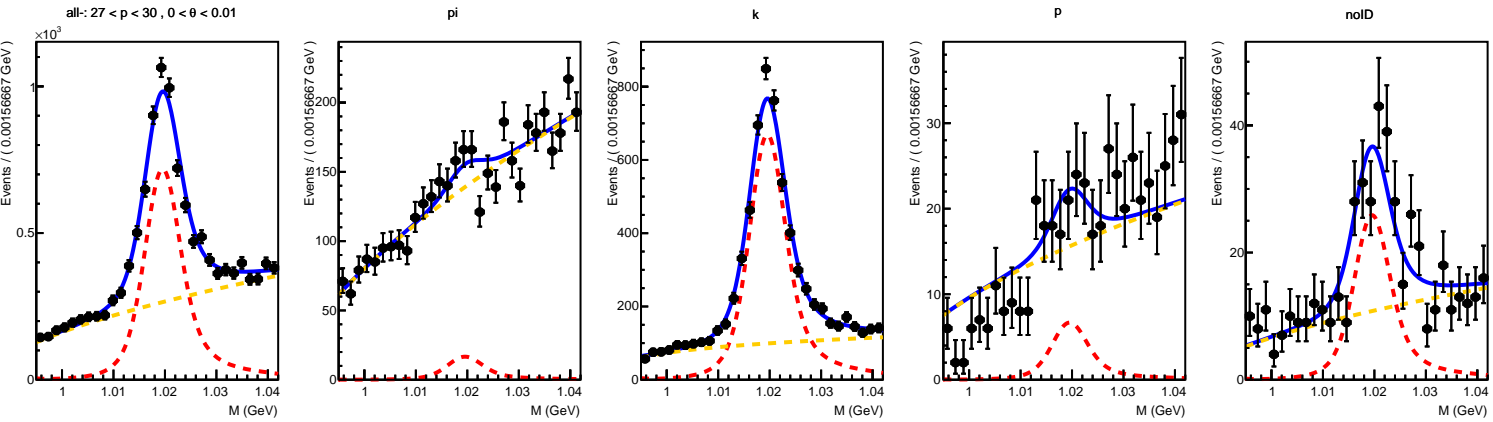 all-: 27 < p < 30 , 0 < θ < 0.01
×10³
Events / ( 0.00156667 GeV )
1
0.5
0
1 1.01 1.02 1.03 1.04
M (GeV)
pi
Events / ( 0.00156667 GeV )
200
150
100
50
0
1 1.01 1.02 1.03 1.04
M (GeV)
k
Events / ( 0.00156667 GeV )
800
600
400
200
0
1 1.01 1.02 1.03 1.04
M (GeV)
p
Events / ( 0.00156667 GeV )
30
20
10
0
1 1.01 1.02 1.03 1.04
M (GeV)
noID
Events / ( 0.00156667 GeV )
40
20
0
1 1.01 1.02 1.03 1.04
M (GeV)